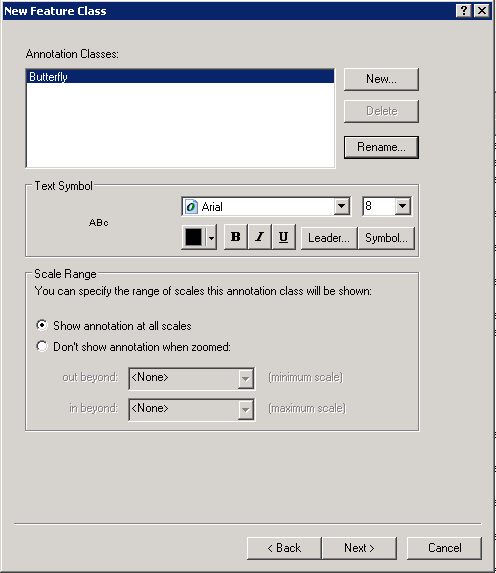 New Feature Class
Annotation Classes:
Butterfly
New...
Delete
Rename...
Text Symbol
ABc
Arial
8
B I U
Leader...
Symbol...
Scale Range
You can specify the range of scales this annotation class will be shown:
Show annotation at all scales
Don't show annotation when zoomed:
out beyond: <None> (minimum scale)
in beyond: <None> (maximum scale)
< Back
Next >
Cancel